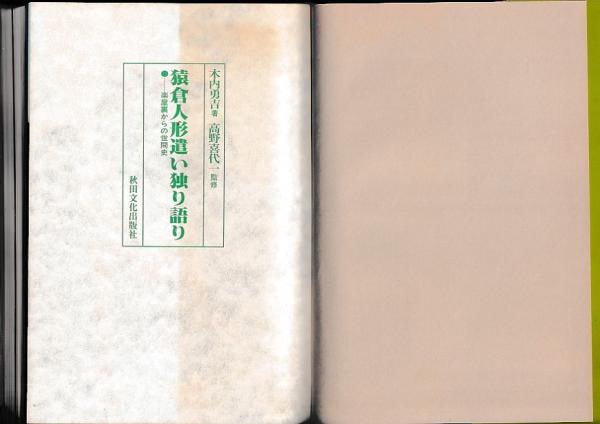 木内勇吉著 高野喜代一監修
猿倉人形遣い独り語り
●──楽屋裏からの世間史
秋田文化出版社